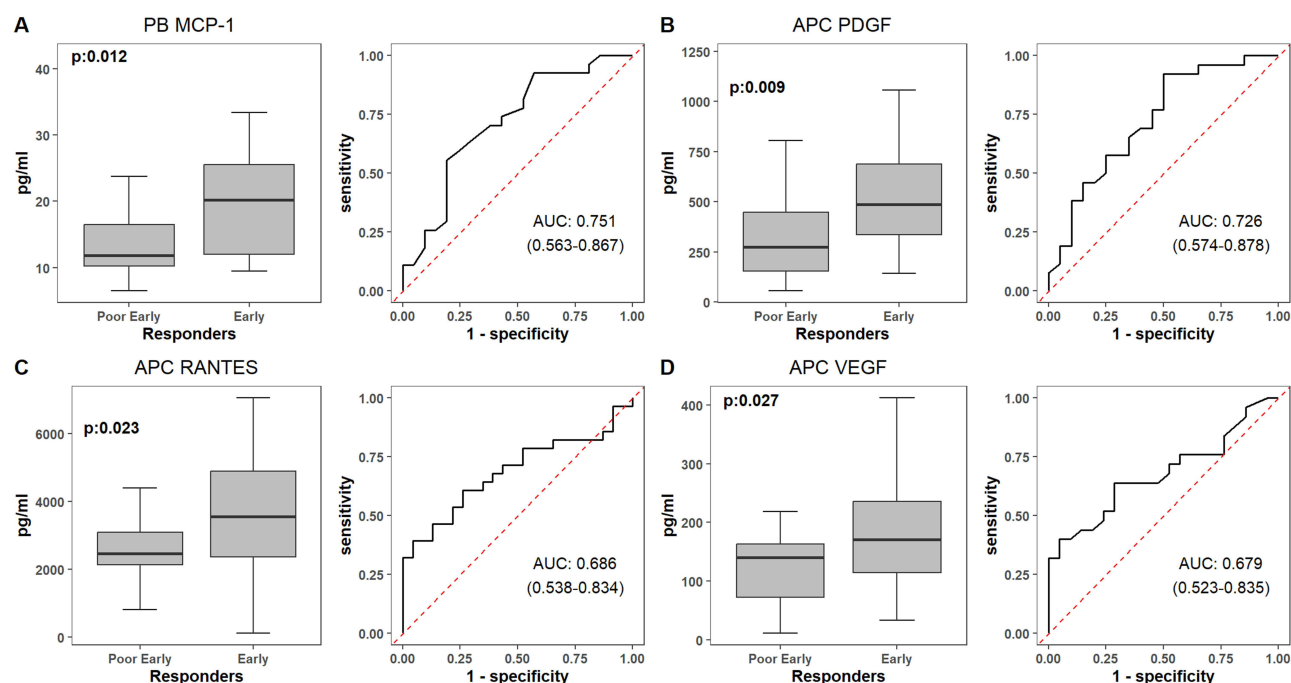 A PB MCP-1
p:0.012
40
30
20
10
pg/ml
Poor Early Early
Responders
1.00
0.75
0.50
0.25
0.00
sensitivity
AUC: 0.751
(0.563-0.867)
0.00 0.25 0.50 0.75 1.00
1 - specificity
B APC PDGF
p:0.009
1250
1000
750
500
250
0
pg/ml
Poor Early Early
Responders
1.00
0.75
0.50
0.25
0.00
sensitivity
AUC: 0.726
(0.574-0.878)
0.00 0.25 0.50 0.75 1.00
1 - specificity
C APC RANTES
p:0.023
6000
4000
2000
0
pg/ml
Poor Early Early
Responders
1.00
0.75
0.50
0.25
0.00
sensitivity
AUC: 0.686
(0.538-0.834)
0.00 0.25 0.50 0.75 1.00
1 - specificity
D APC VEGF
p:0.027
400
300
200
100
0
pg/ml
Poor Early Early
Responders
1.00
0.75
0.50
0.25
0.00
sensitivity
AUC: 0.679
(0.523-0.835)
0.00 0.25 0.50 0.75 1.00
1 - specificity